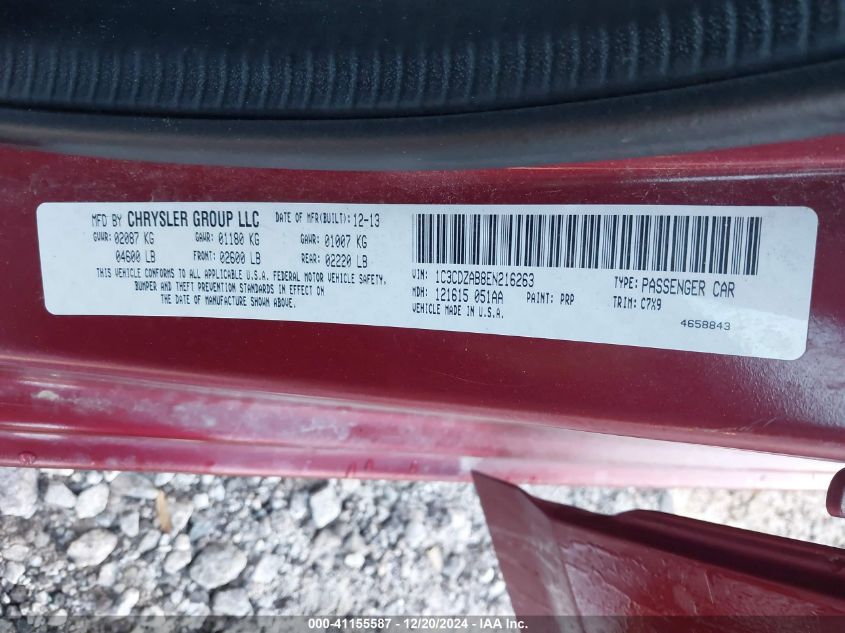 MFD BY CHRYSLER GROUP LLC DATE OF MFR(BUILT): 12-13
GVWR: 02087 KG GAWR: 01180 KG GAWR: 01007 KG
04600 LB FRONT: 02600 LB REAR: 02220 LB
THIS VEHICLE CONFORMS TO ALL APPLICABLE U.S.A. FEDERAL MOTOR VEHICLE SAFETY,
BUMPER AND THEFT PREVENTION STANDARDS IN EFFECT ON
THE DATE OF MANUFACTURE SHOWN ABOVE.
VIN: 1C3CDZAB8EN216263 TYPE: PASSENGER CAR
MDH: 121615 051AA PAINT: PRP TRIM: C7X9
VEHICLE MADE IN U.S.A. 4658843
000-41155587 - 12/20/2024 - IAAI.com, Inc.